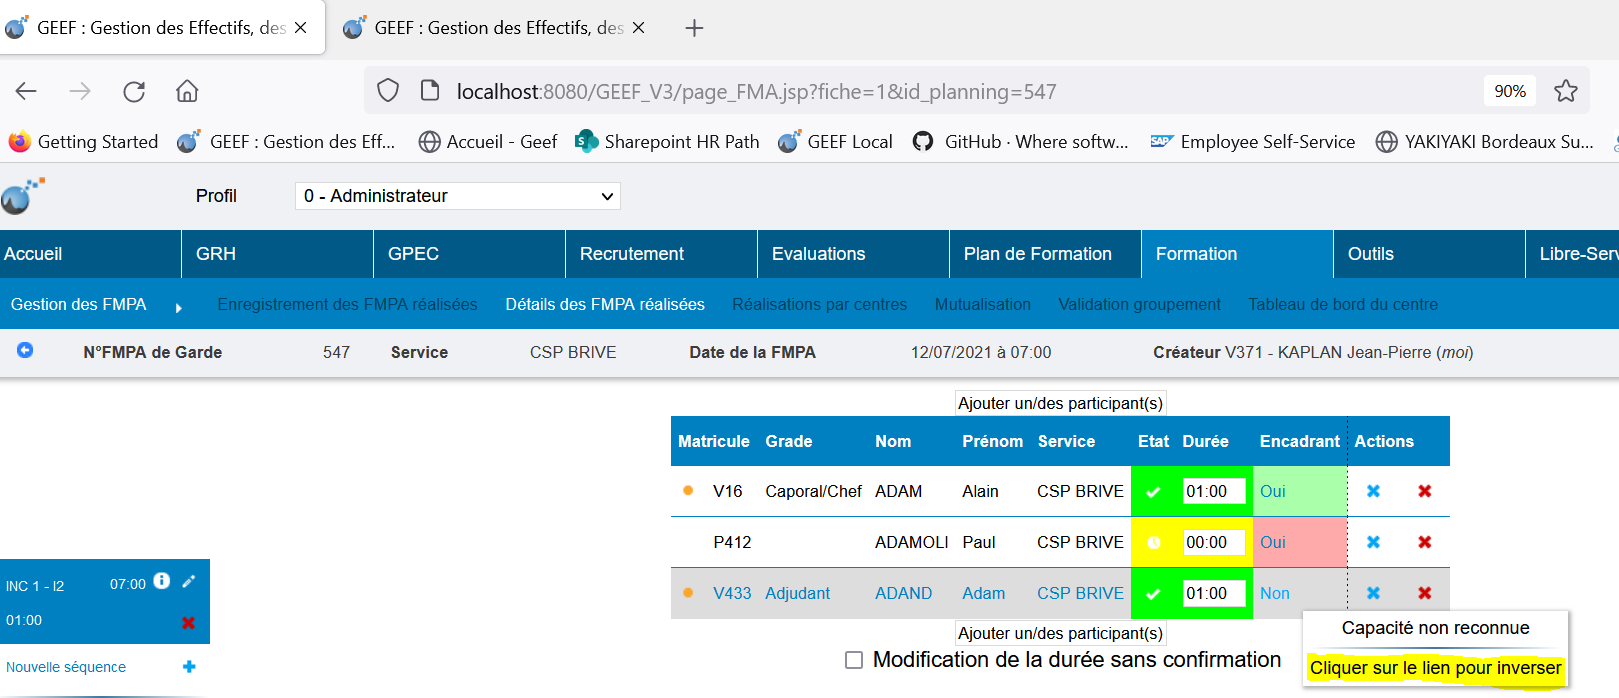 GEEF : Gestion des Effectifs, des
GEEF : Gestion des Effectifs, des
localhost:8080/GEEF_V3/page_FMA.jsp?fiche=1&id_planning=547 90%
Getting Started GEEF : Gestion des Eff... Accueil - Geef Sharepoint HR Path GEEF Local GitHub · Where softw... Employee Self-Service YAKIYAKI Bordeaux Su...
Profil 0 - Administrateur
Accueil GRH GPEC Recrutement Evaluations Plan de Formation Formation Outils Libre-Serv
Gestion des FMPA Enregistrement des FMPA réalisées Détails des FMPA réalisées Réalisations par centres Mutualisation Validation groupement Tableau de bord du centre
N°FMPA de Garde 547 Service CSP BRIVE Date de la FMPA 12/07/2021 à 07:00 Créateur V371 - KAPLAN Jean-Pierre (moi)
Ajouter un/des participant(s)
Matricule Grade Nom Prénom Service Etat Durée Encadrant Actions
V16 Caporal/Chef ADAM Alain CSP BRIVE 01:00 Oui
P412 ADAMOLI Paul CSP BRIVE 00:00 Oui
V433 Adjudant ADAND Adam CSP BRIVE 01:00 Non
Ajouter un/des participant(s)
Modification de la durée sans confirmation
Capacité non reconnue
Cliquer sur le lien pour inverser
INC 1 - I2 07:00
01:00
Nouvelle séquence